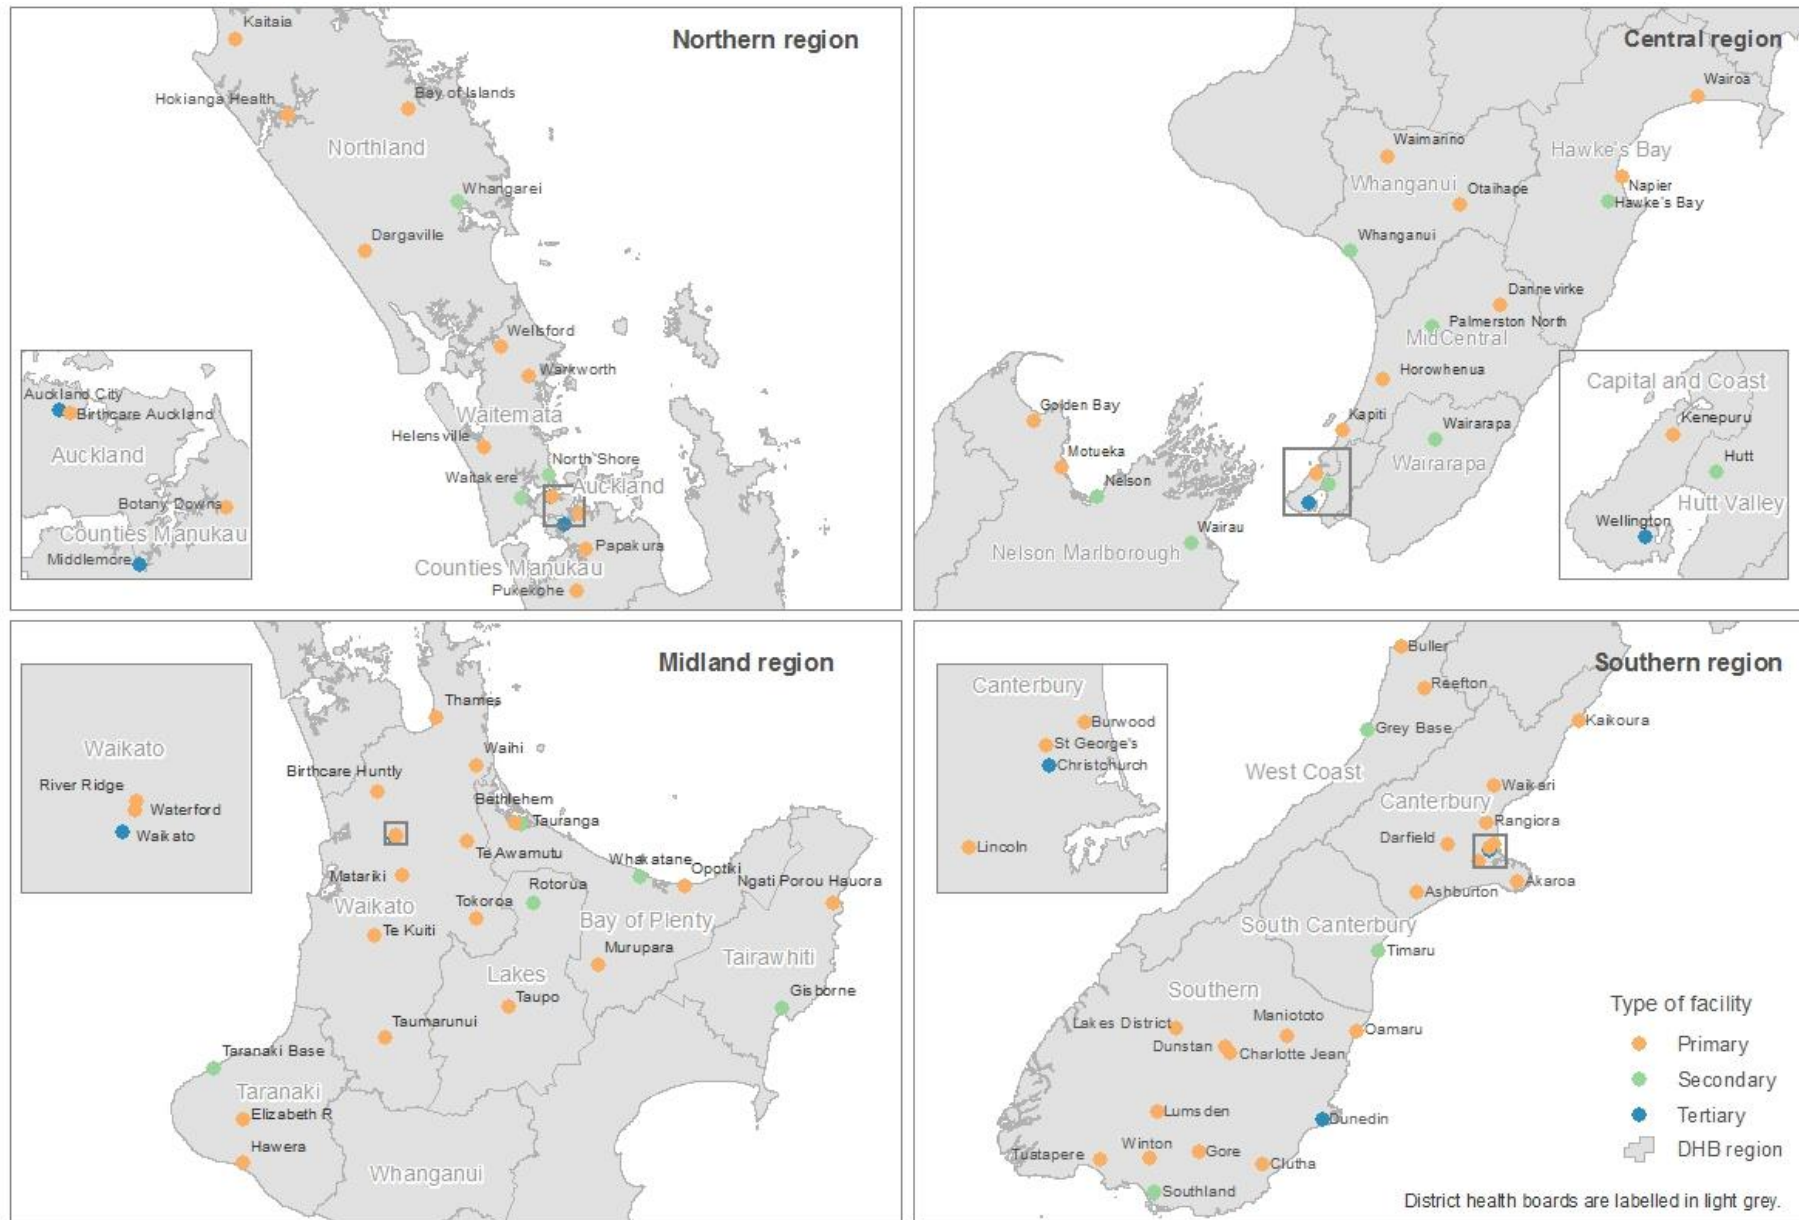 Northern region
Kaitaia
Hokianga Health
Bay of Islands
Northland
Whangarei
Dargaville
Wellsford
Warkworth
Waitemata
Helensville
North Shore
Waitakere
Auckland
Papakura
Counties Manukau
Pukekohe
Auckland City
Birthcare Auckland
Auckland
Botany Downs
Counties Manukau
Middlemore
Central region
Wairoa
Waimarino
Hawke's Bay
Whanganui
Otaihape
Napier
Hawke's Bay
Whanganui
Dannevirke
Palmerston North
MidCentral
Horowhenua
Golden Bay
Kapiti
Wairarapa
Motueka
Wairarapa
Nelson
Wairau
Nelson Marlborough
Capital and Coast
Kenepuru
Hutt
Hutt Valley
Wellington
Midland region
Thames
Waihi
Birthcare Huntly
Bethlehem
Tauranga
Te Awamutu
Whakatane
Opotiki
Matariki
Rotorua
Ngati Porou Hauora
Tokoroa
Waikato
Bay of Plenty
Te Kuiti
Murupara
Tairawhiti
Lakes
Taupo
Gisborne
Taumarunui
Taranaki Base
Taranaki
Elizabeth R
Hawera
Whanganui
Waikato
River Ridge
Waterford
Waikato
Southern region
Buller
Reefton
Kaikoura
Grey Base
West Coast
Waikari
Canterbury
Rangiora
Darfield
Akaroa
Ashburton
South Canterbury
Timaru
Southern
Lakes District
Maniototo
Oamaru
Dunstan
Charlotte Jean
Lumsden
Dunedin
Winton
Tuatapere
Gore
Clutha
Southland
Canterbury
Burwood
St George's
Christchurch
Lincoln
Type of facility
Primary
Secondary
Tertiary
DHB region
District health boards are labelled in light grey.